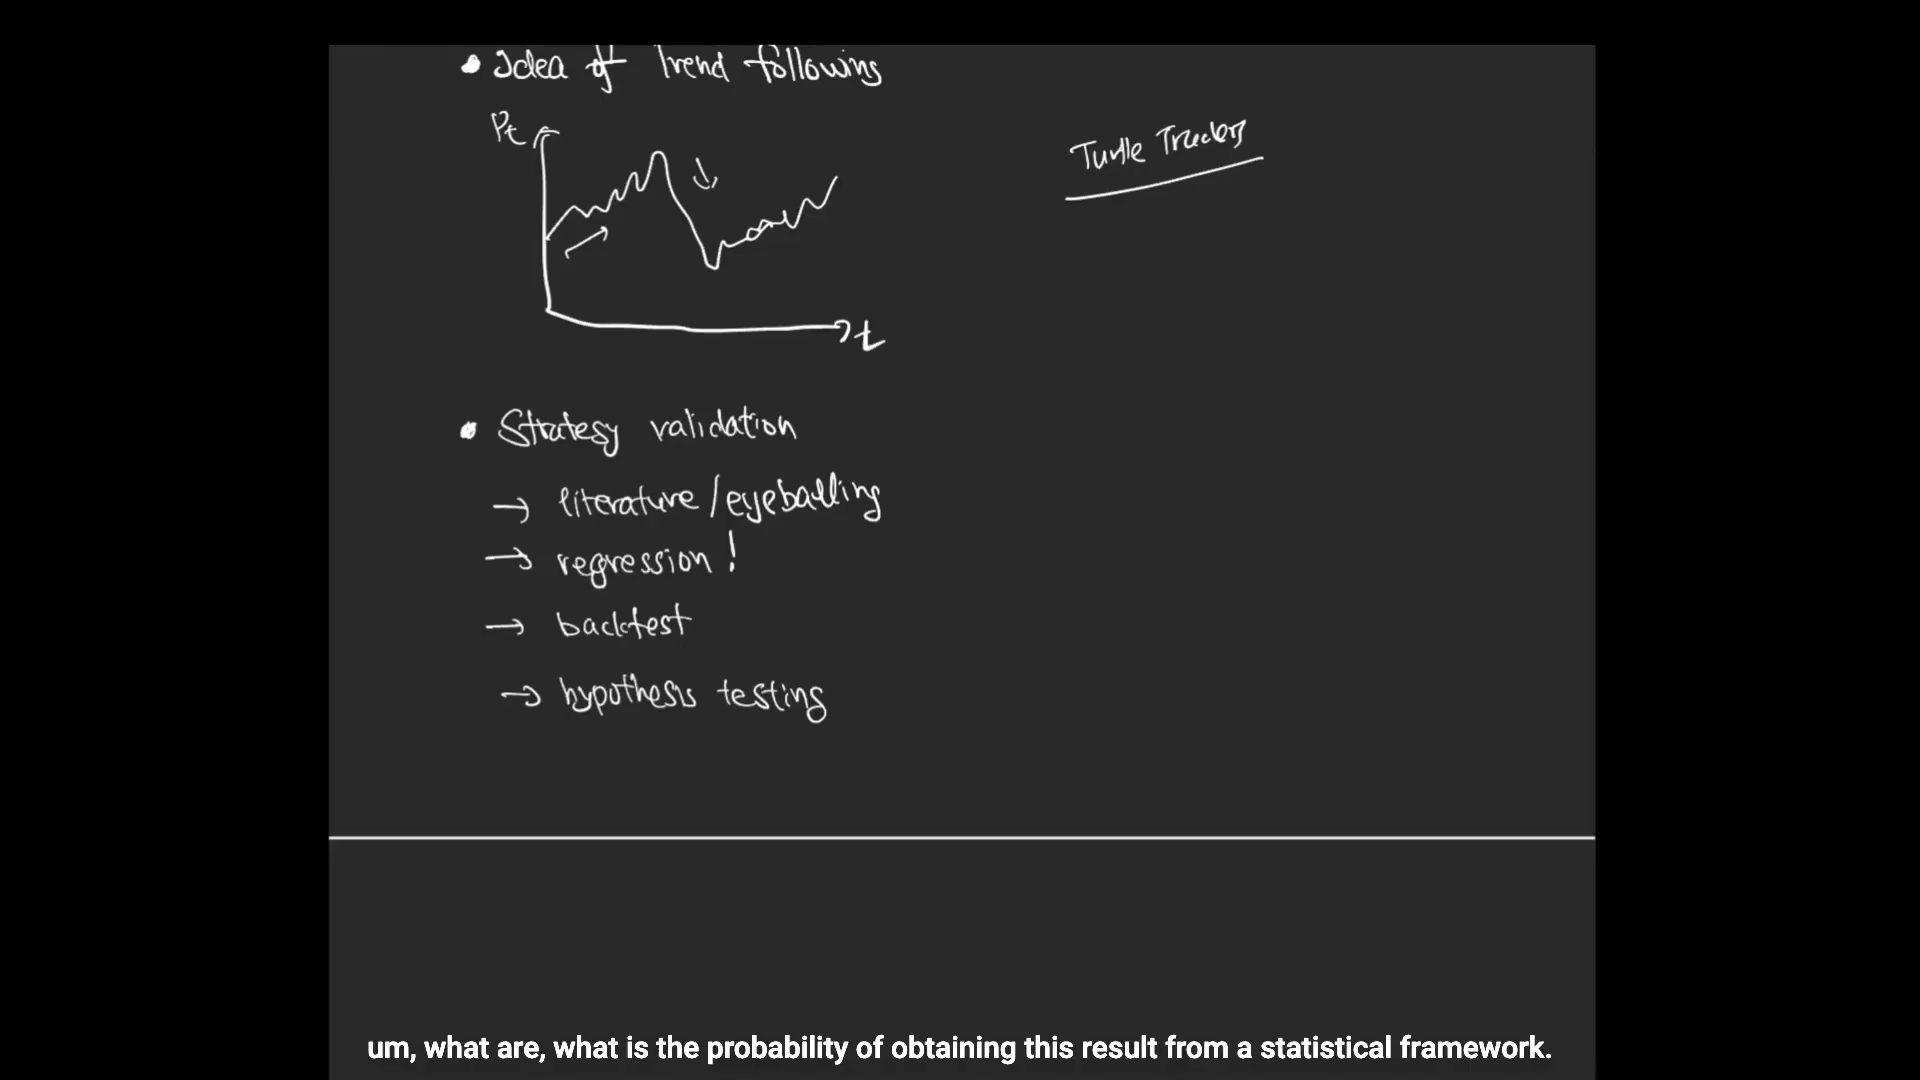 • Idea of Trend following
Pt
Turtle Traders
t
• Strategy validation
→ literature/eyeballing
→ regression!
→ backtest
→ hypothesis testing
um, what are, what is the probability of obtaining this result from a statistical framework.